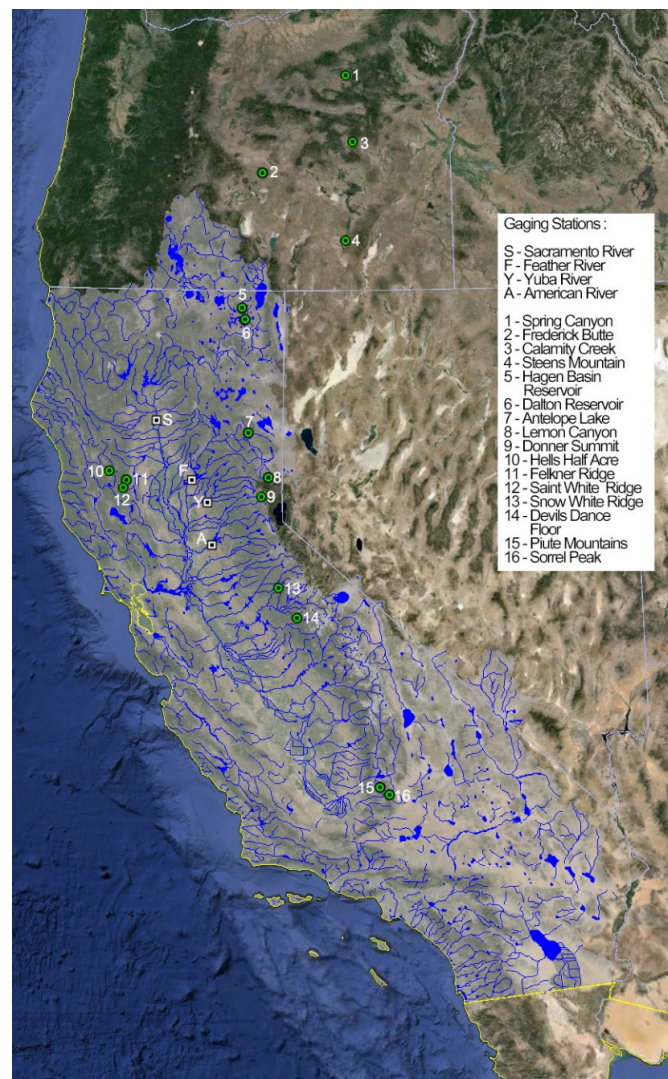 1
3
2
4
Gaging Stations :
S - Sacramento River
F - Feather River
Y - Yuba River
A - American River
1 - Spring Canyon
2 - Frederick Butte
3 - Calamity Creek
4 - Steens Mountain
5 - Hagen Basin
Reservoir
6 - Dalton Reservoir
7 - Antelope Lake
8 - Lemon Canyon
9 - Donner Summit
10 - Hells Half Acre
11 - Felkner Ridge
12 - Saint White Ridge
13 - Snow White Ridge
14 - Devils Dance
Floor
15 - Piute Mountains
16 - Sorrel Peak
5
6
S
7
10
11
12
F
8
Y
9
A
13
14
15
16